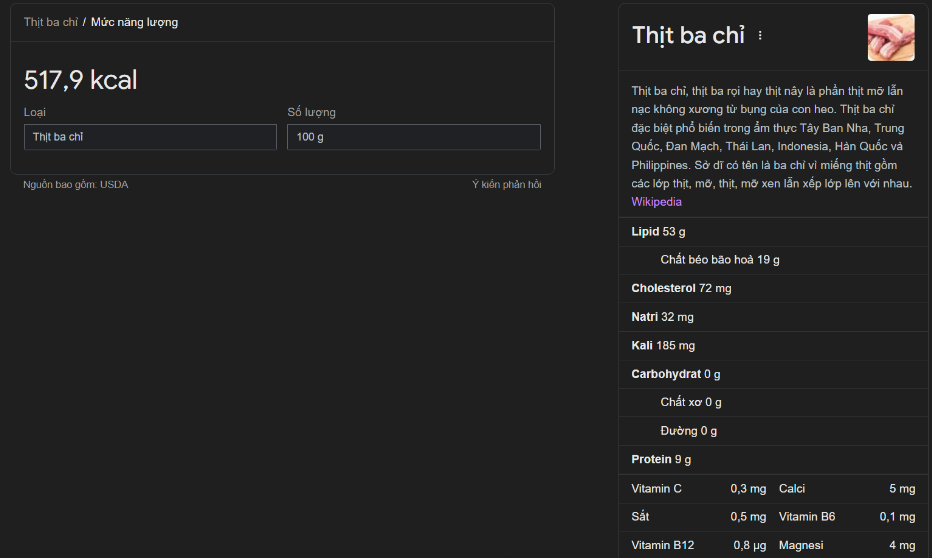 Thịt ba chỉ / Mức năng lượng
517,9 kcal
Loại
Số lượng
Thịt ba chỉ
100 g
Nguồn bao gồm: USDA
Ý kiến phản hồi
Thịt ba chỉ
Thịt ba chỉ, thịt ba rọi hay thịt nây là phần thịt mỡ lẫn
nạc không xương từ bụng của con heo. Thịt ba chỉ
đặc biệt phổ biến trong ẩm thực Tây Ban Nha, Trung
Quốc, Đan Mạch, Thái Lan, Indonesia, Hàn Quốc và
Philippines. Sở dĩ có tên là ba chỉ vì miếng thịt gồm
các lớp thịt, mỡ, thịt, mỡ xen lẫn xếp lớp lên với nhau.
Wikipedia
Lipid 53 g
Chất béo bão hoà 19 g
Cholesterol 72 mg
Natri 32 mg
Kali 185 mg
Carbohydrat 0 g
Chất xơ 0 g
Đường 0 g
Protein 9 g
Vitamin C 0,3 mg Calci 5 mg
Sắt 0,5 mg Vitamin B6 0,1 mg
Vitamin B12 0,8 µg Magnesi 4 mg